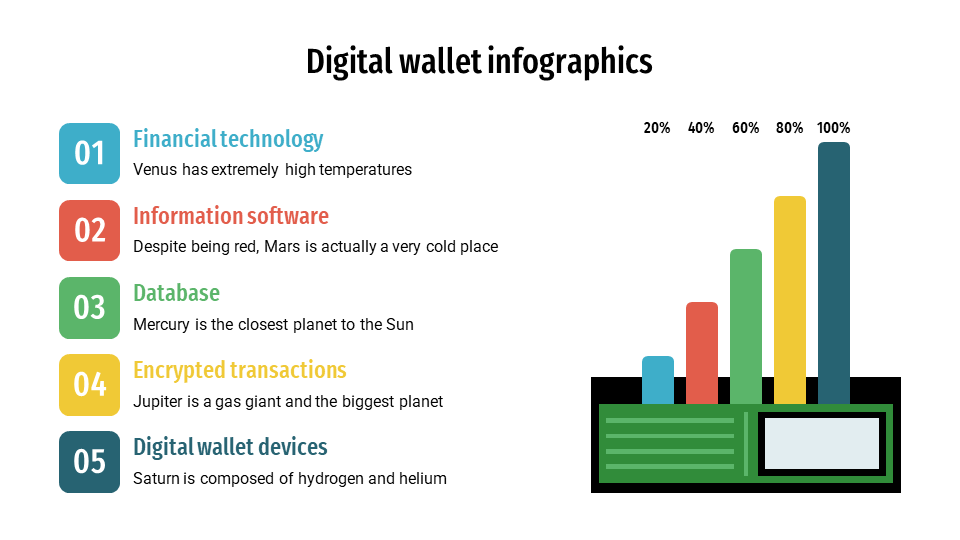 Digital wallet infographics
01
Financial technology
Venus has extremely high temperatures
02
Information software
Despite being red, Mars is actually a very cold place
03
Database
Mercury is the closest planet to the Sun
04
Encrypted transactions
Jupiter is a gas giant and the biggest planet
05
Digital wallet devices
Saturn is composed of hydrogen and helium
20% 40% 60% 80% 100%